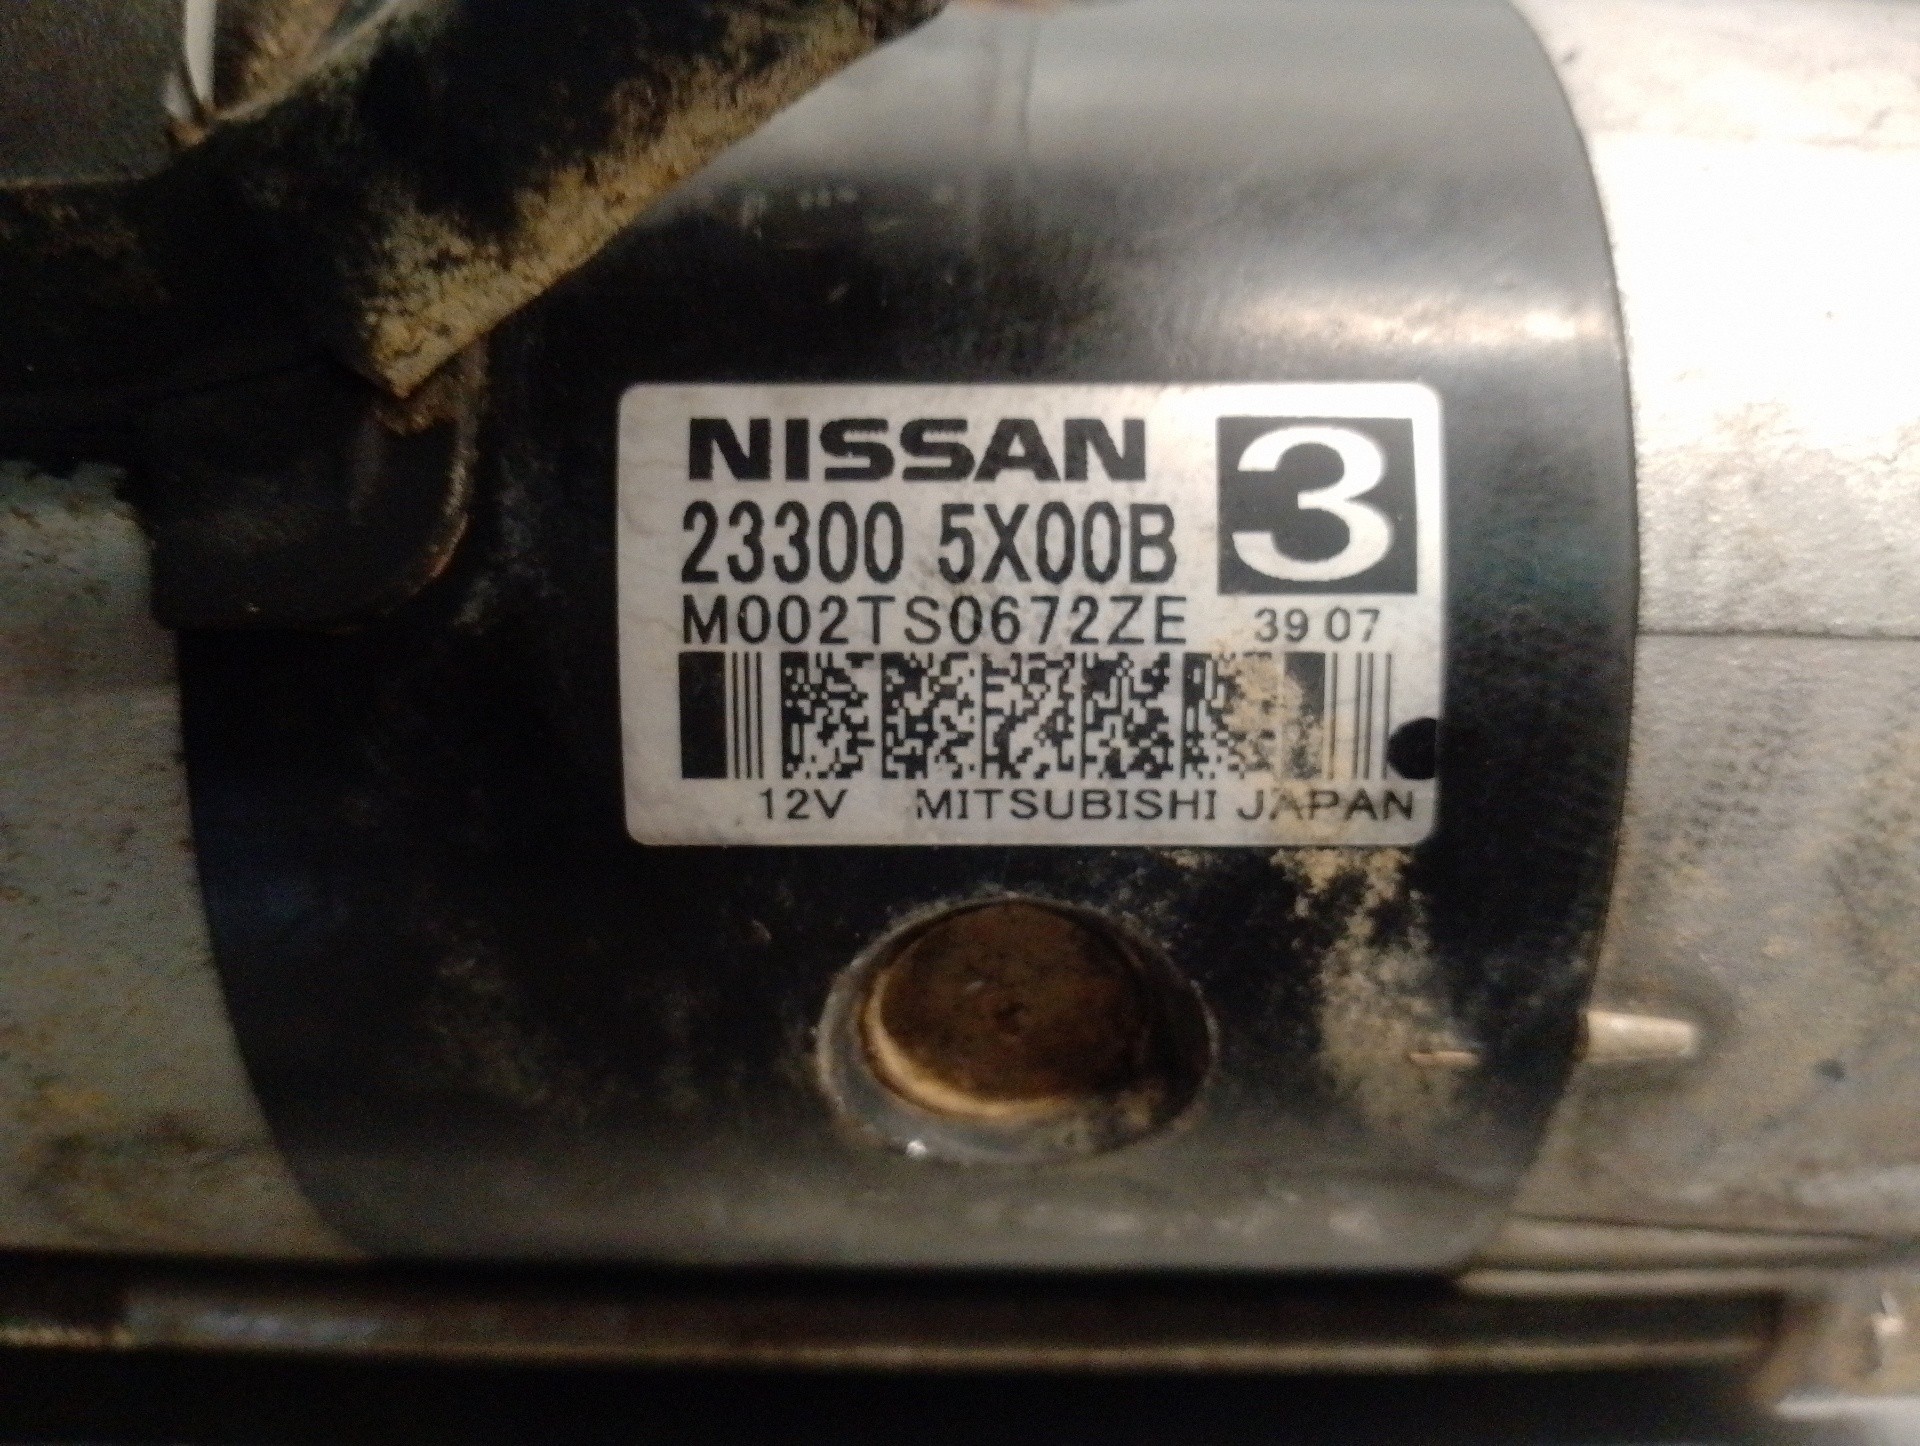 NISSAN 3
23300 5X00B
M002TS0672ZE 39 07
12V MITSUBISHI JAPAN